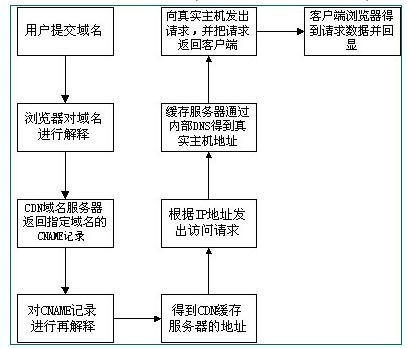 用户提交域名
浏览器对域名
进行解释
CDN域名服务器
返回指定域名的
CNAME记录
对CNAME记录
进行再解释
得到CDN缓存
服务器的地址
根据IP地址发
出访问请求
缓存服务器通过
内部DNS得到真
实主机地址
向真实主机发出
请求，并把请求
返回客户端
客户端浏览器得
到请求数据并回
显